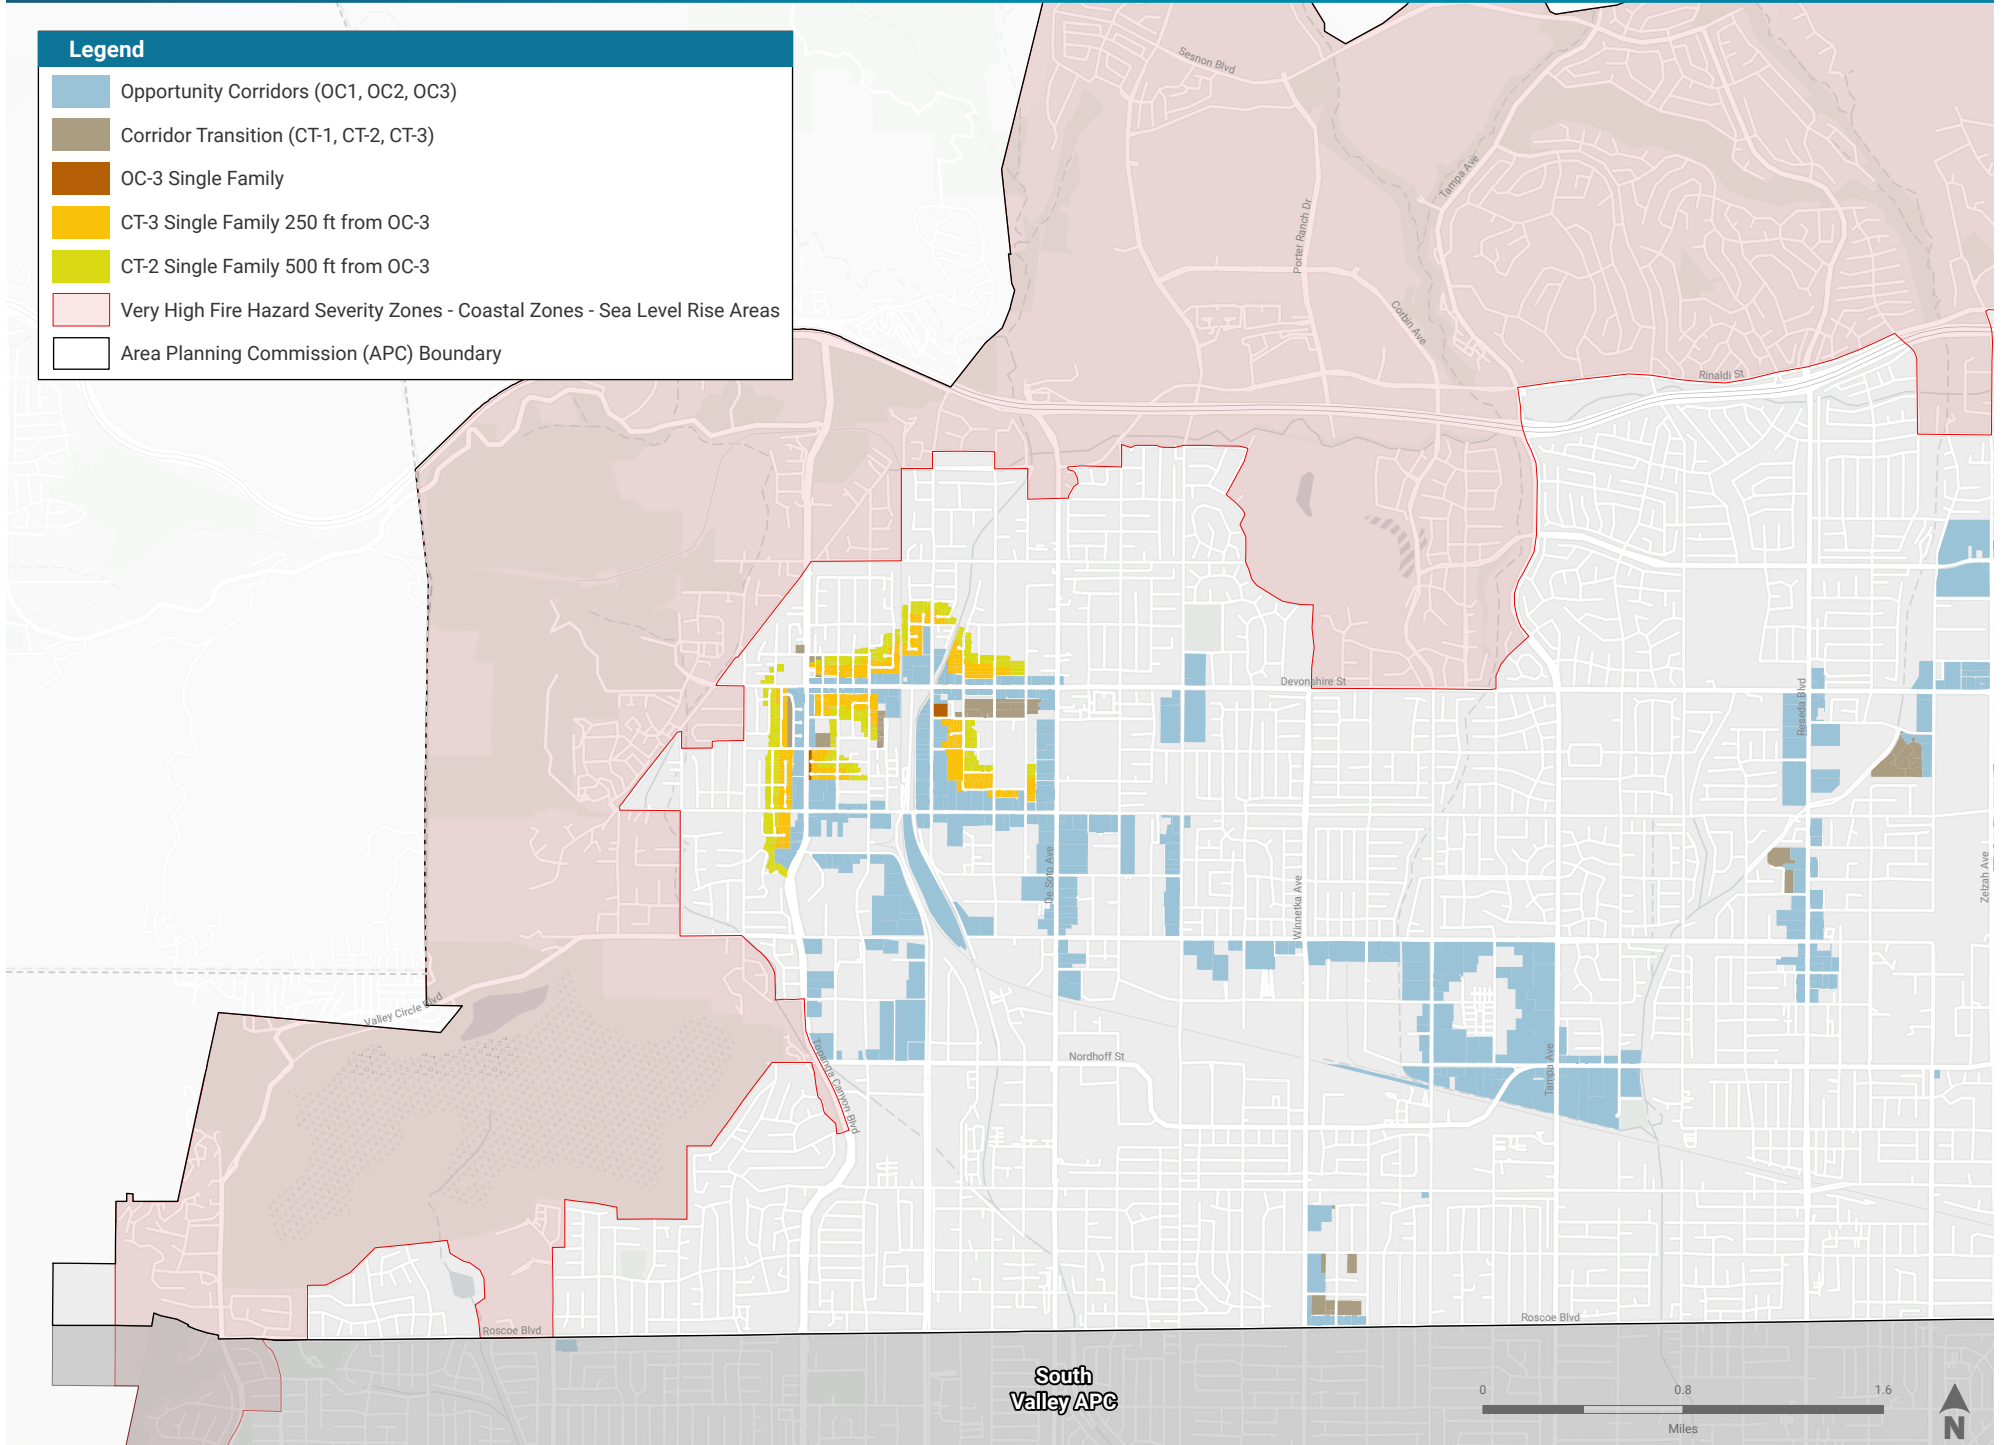 Legend
Opportunity Corridors (OC1, OC2, OC3)
Corridor Transition (CT-1, CT-2, CT-3)
OC-3 Single Family
CT-3 Single Family 250 ft from OC-3
CT-2 Single Family 500 ft from OC-3
Very High Fire Hazard Severity Zones - Coastal Zones - Sea Level Rise Areas
Area Planning Commission (APC) Boundary
Sesnon Blvd
Tampa Ave
Porter Ranch Dr
Corbin Ave
Rinaldi St
Devonshire St
Reseda Blvd
De Soto Ave
Winnetka Ave
Zelzah Ave
Valley Circle Blvd
Topanga Canyon Blvd
Nordhoff St
Tampa Ave
Roscoe Blvd
Roscoe Blvd
South
Valley APC
0 0.8 1.6
Miles
N